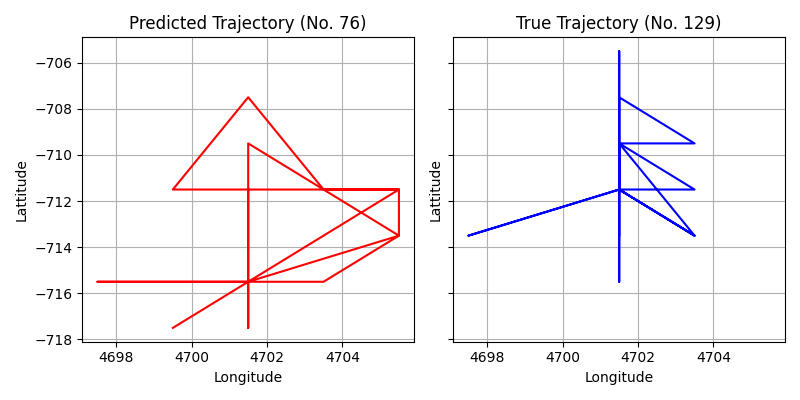 Predicted Trajectory (No. 76)
True Trajectory (No. 129)
Lattitude
−706
−708
−710
−712
−714
−716
−718
4698
4700
4702
4704
Longitude
Lattitude
4698
4700
4702
4704
Longitude